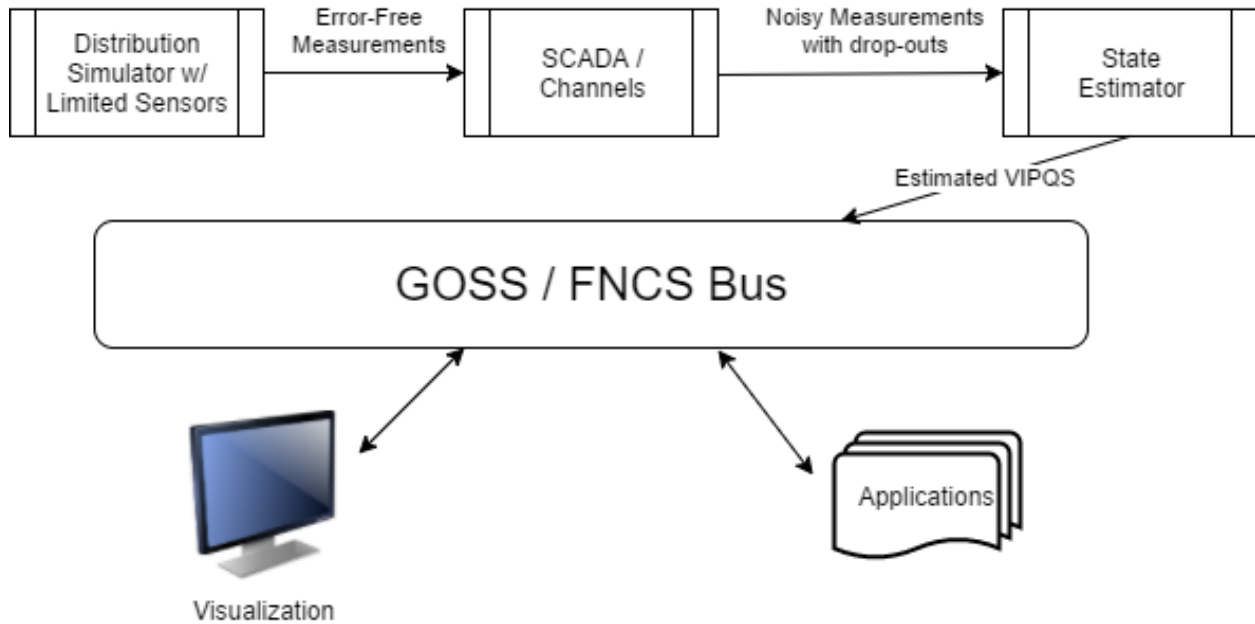 Distribution
Simulator w/
Limited Sensors
Error-Free
Measurements
SCADA /
Channels
Noisy Measurements
with drop-outs
State
Estimator
Estimated VIPQS
GOSS / FNCS Bus
Visualization
Applications